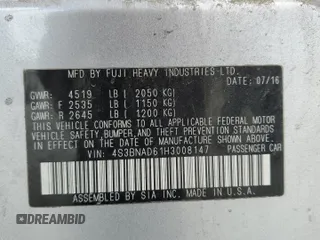 MFD BY FUJI HEAVY INDUSTRIES LTD.
DATE: 07/16
GVWR: 4519 LB ( 2050 KG)
GAWR: F 2535 LB ( 1150 KG)
GAWR: R 2645 LB ( 1200 KG)
THIS VEHICLE CONFORMS TO ALL APPLICABLE FEDERAL MOTOR
VEHICLE SAFETY, BUMPER, AND THEFT PREVENTION STANDARDS
IN EFFECT ON THE DATE OF MANUFACTURE SHOWN ABOVE.
VIN: 4S3BNAD61H3008147 PASSENGER CAR
ASSEMBLED BY SIA INC. MADE IN U.S.A.